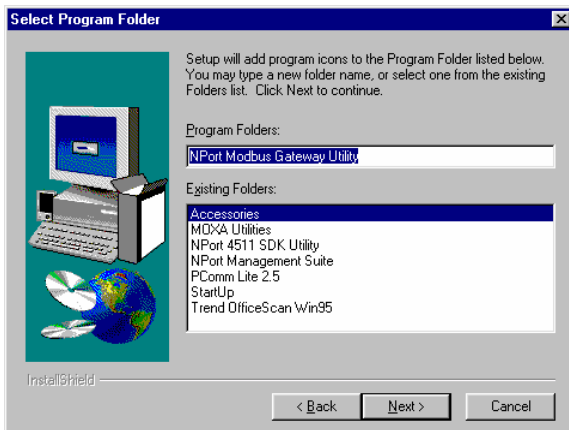 Select Program Folder
Setup will add program icons to the Program Folder listed below.
You may type a new folder name, or select one from the existing
Folders list. Click Next to continue.
Program Folders:
NPort Modbus Gateway Utility
Existing Folders:
Accessories
MOXA Utilities
NPort 4511 SDK Utility
NPort Management Suite
PComm Lite 2.5
StartUp
Trend OfficeScan Win95
InstallShield
< Back
Next >
Cancel